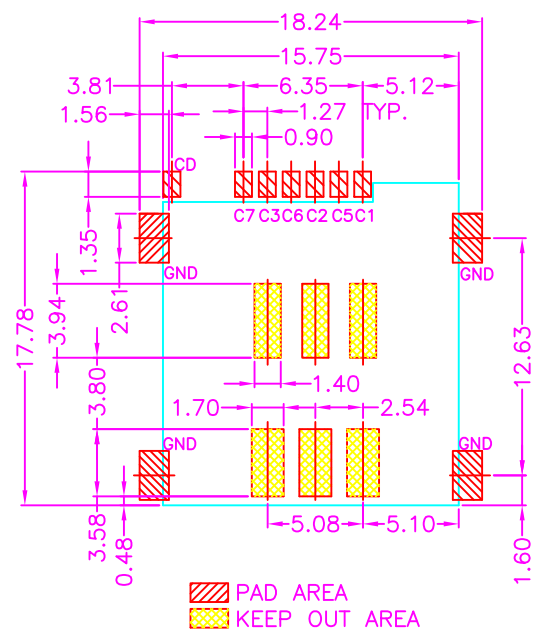 18.24
15.75
3.81 6.35 5.12
1.56 1.27 TYP.
0.90
CD
C7 C3 C6 C2 C5 C1
GND GND
1.35
2.61
3.94
17.78
12.63
3.80
1.40
1.70 2.54
GND GND
3.58
0.48
5.08 5.10
1.60
PAD AREA
KEEP OUT AREA